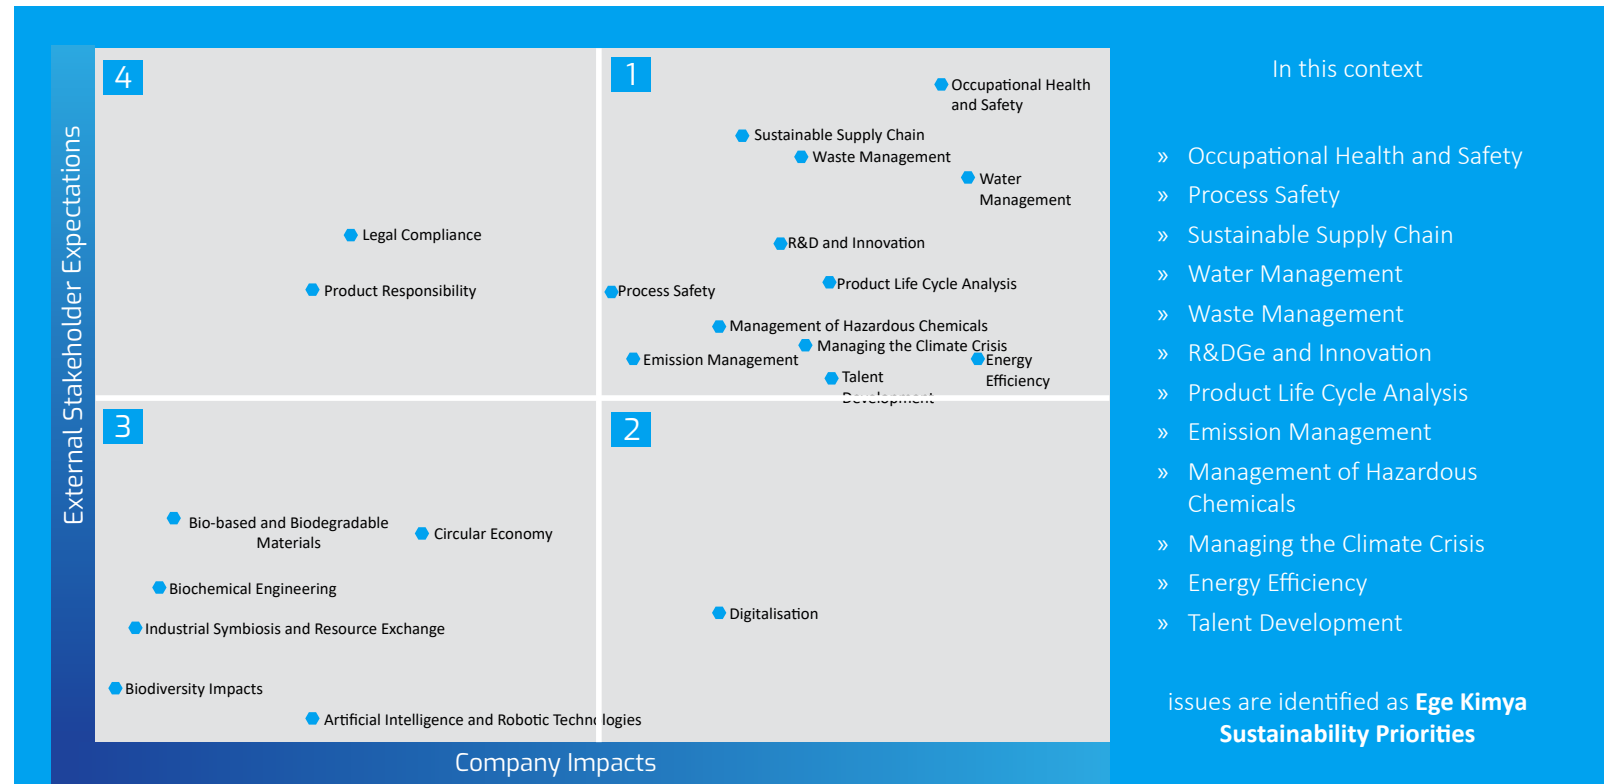 External Stakeholder Expectations
4
Legal Compliance
Product Responsibility
1
Occupational Health
and Safety
Sustainable Supply Chain
Waste Management
Water
Management
R&D and Innovation
Product Life Cycle Analysis
Process Safety
Management of Hazardous Chemicals
Managing the Climate Crisis
Emission Management
Energy
Efficiency
Talent
Development
3
Bio-based and Biodegradable
Materials
Circular Economy
Biochemical Engineering
Industrial Symbiosis and Resource Exchange
Biodiversity Impacts
Artificial Intelligence and Robotic Technologies
2
Digitalisation
Company Impacts
In this context
» Occupational Health and Safety
» Process Safety
» Sustainable Supply Chain
» Water Management
» Waste Management
» R&DGe and Innovation
» Product Life Cycle Analysis
» Emission Management
» Management of Hazardous
Chemicals
» Managing the Climate Crisis
» Energy Efficiency
» Talent Development
issues are identified as Ege Kimya
Sustainability Priorities